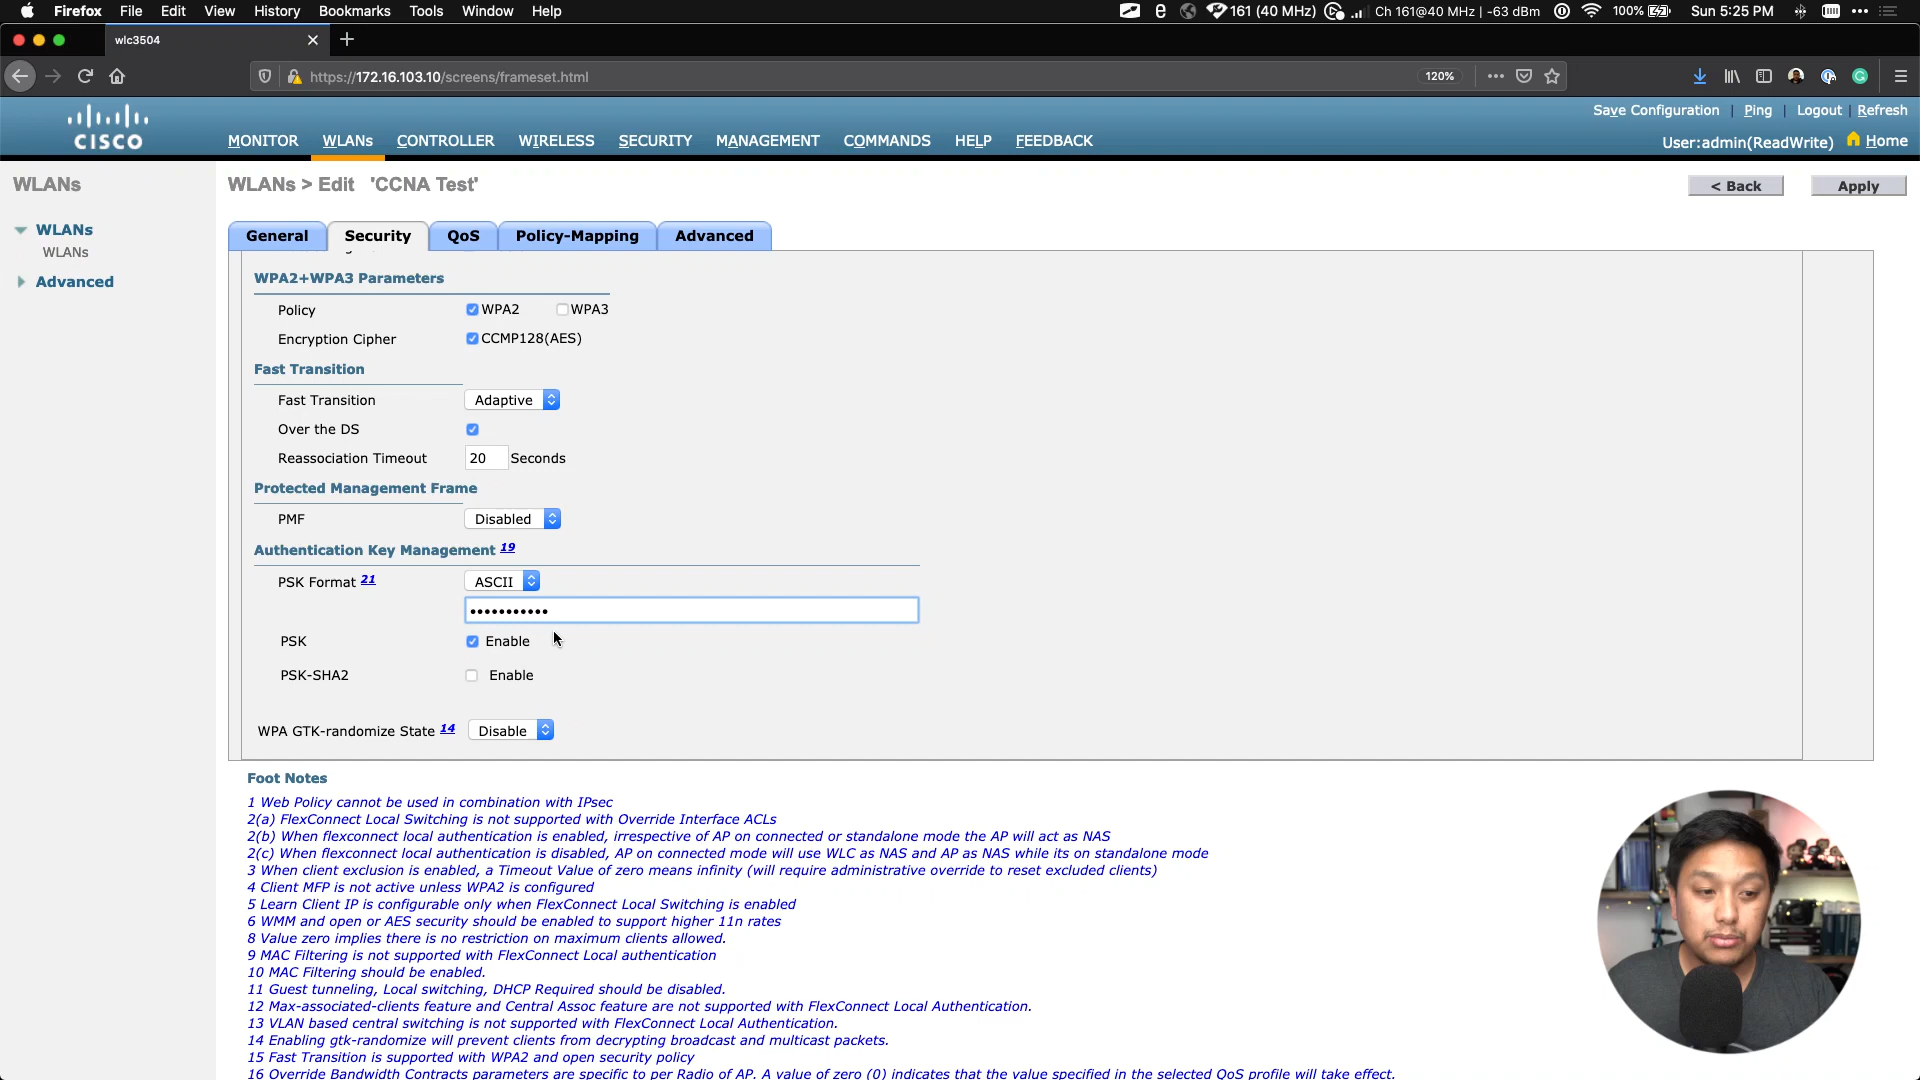 Firefox File Edit View History Bookmarks Tools Window Help 161 (40 MHz) Ch 161@40 MHz | -63 dBm 100% Sun 5:25 PM
wlc3504
https://172.16.103.10/screens/frameset.html 120%
Save Configuration | Ping | Logout | Refresh
CISCO MONITOR WLANs CONTROLLER WIRELESS SECURITY MANAGEMENT COMMANDS HELP FEEDBACK User:admin(ReadWrite) Home
WLANs
WLANs
WLANs
Advanced
WLANs > Edit 'CCNA Test' < Back Apply
General Security QoS Policy-Mapping Advanced
WPA2+WPA3 Parameters
Policy WPA2 WPA3
Encryption Cipher CCMP128(AES)
Fast Transition
Fast Transition Adaptive
Over the DS
Reassociation Timeout 20 Seconds
Protected Management Frame
PMF Disabled
Authentication Key Management 19
PSK Format 21 ASCII
•••••••••••
PSK Enable
PSK-SHA2 Enable
WPA GTK-randomize State 14 Disable
Foot Notes
1 Web Policy cannot be used in combination with IPsec
2(a) FlexConnect Local Switching is not supported with Override Interface ACLs
2(b) When flexconnect local authentication is enabled, irrespective of AP on connected or standalone mode the AP will act as NAS
2(c) When flexconnect local authentication is disabled, AP on connected mode will use WLC as NAS and AP as NAS while its on standalone mode
3 When client exclusion is enabled, a Timeout Value of zero means infinity (will require administrative override to reset excluded clients)
4 Client MFP is not active unless WPA2 is configured
5 Learn Client IP is configurable only when FlexConnect Local Switching is enabled
6 WMM and open or AES security should be enabled to support higher 11n rates
8 Value zero implies there is no restriction on maximum clients allowed.
9 MAC Filtering is not supported with FlexConnect Local authentication
10 MAC Filtering should be enabled.
11 Guest tunneling, Local switching, DHCP Required should be disabled.
12 Max-associated-clients feature and Central Assoc feature are not supported with FlexConnect Local Authentication.
13 VLAN based central switching is not supported with FlexConnect Local Authentication.
14 Enabling gtk-randomize will prevent clients from decrypting broadcast and multicast packets.
15 Fast Transition is supported with WPA2 and open security policy
16 Override Bandwidth Contracts parameters are specific to per Radio of AP. A value of zero (0) indicates that the value specified in the selected QoS profile will take effect.